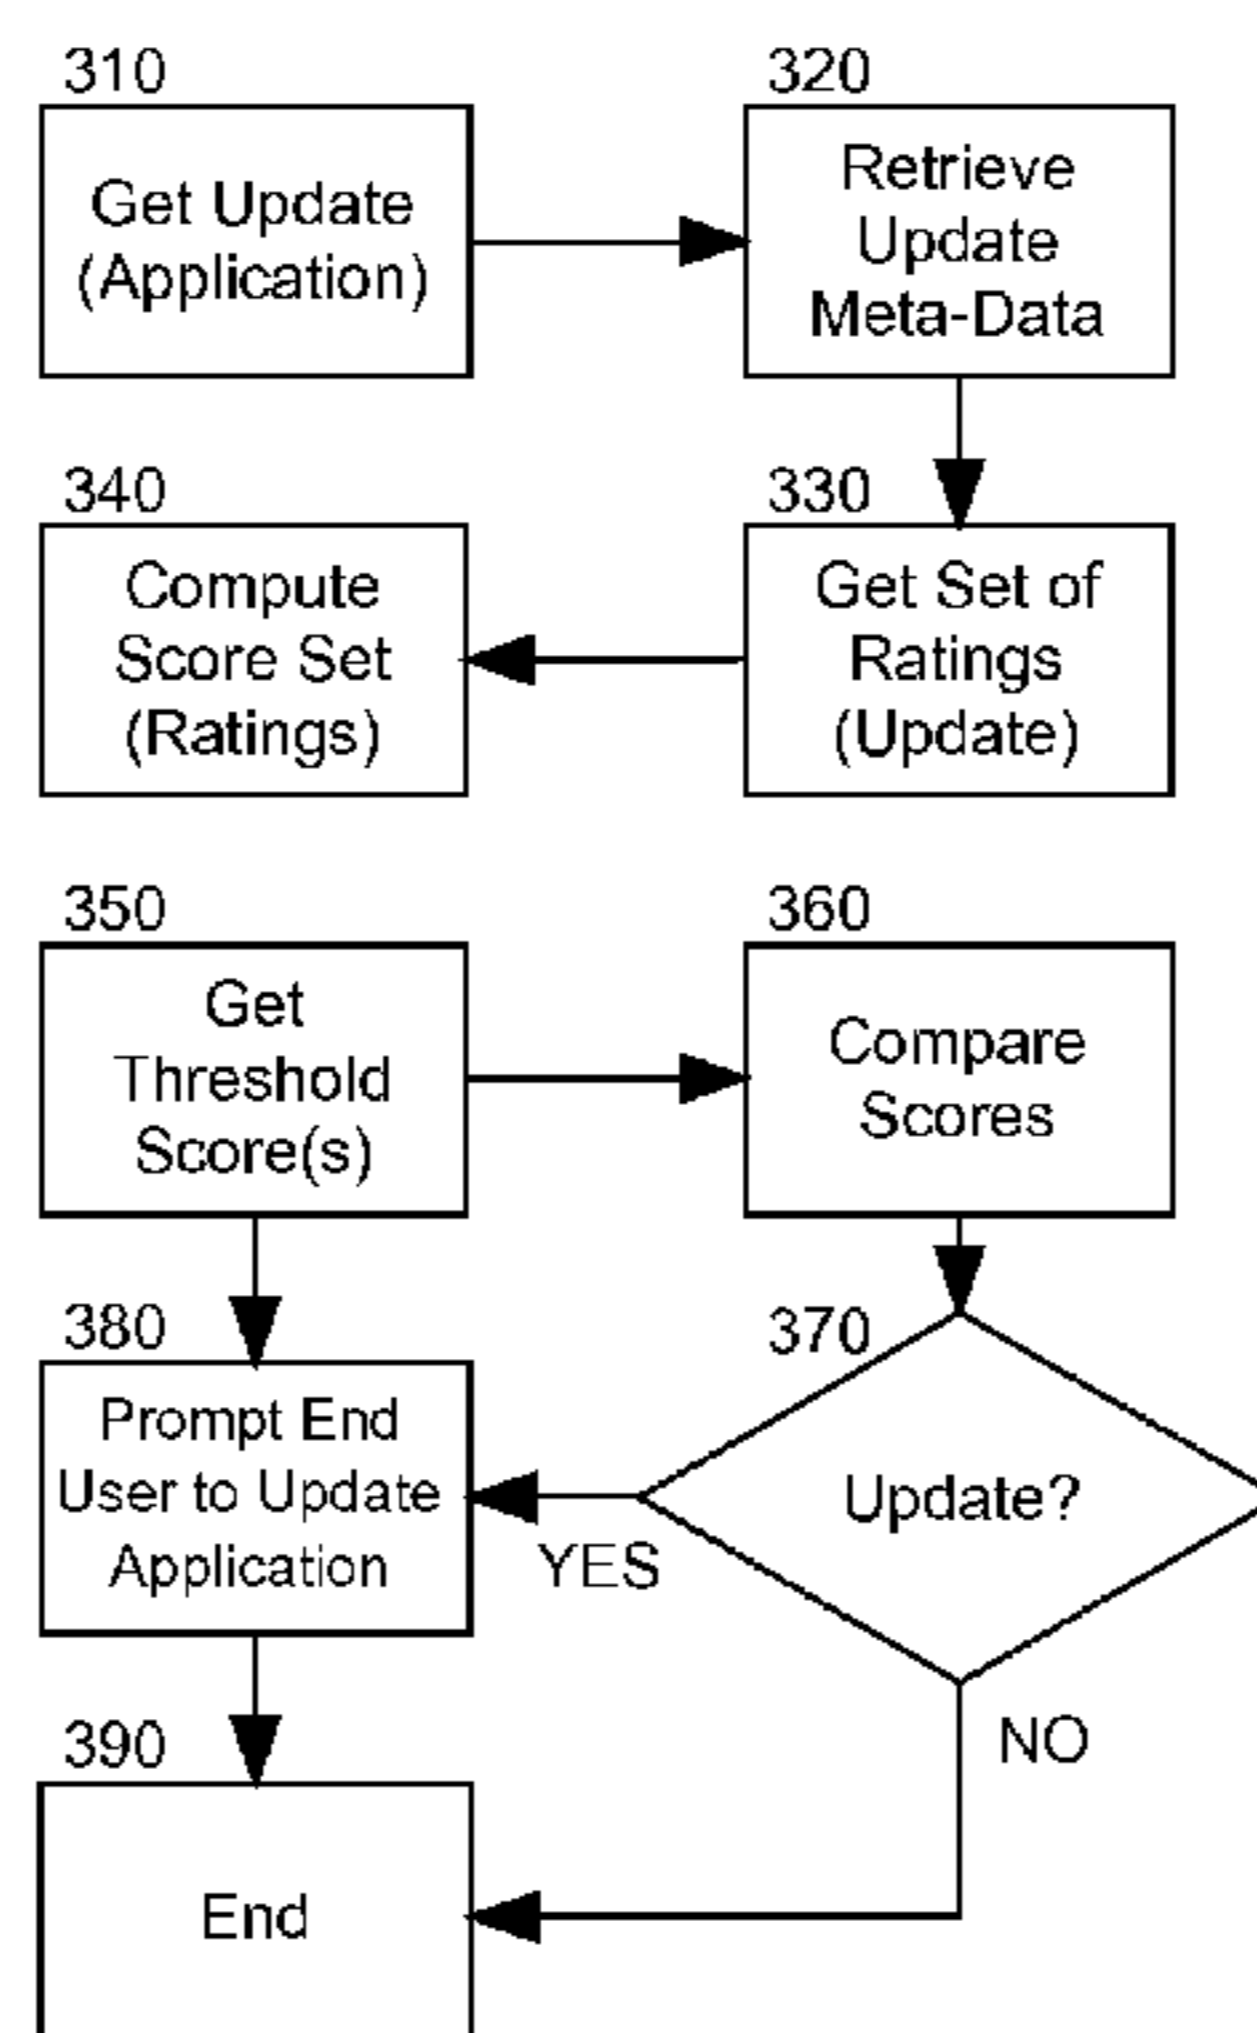 310
Get Update
(Application)
320
Retrieve
Update
Meta-Data
340
Compute
Score Set
(Ratings)
330
Get Set of
Ratings
(Update)
350
Get
Threshold
Score(s)
360
Compare
Scores
380
Prompt End
User to Update
Application
370
Update?
YES
NO
390
End